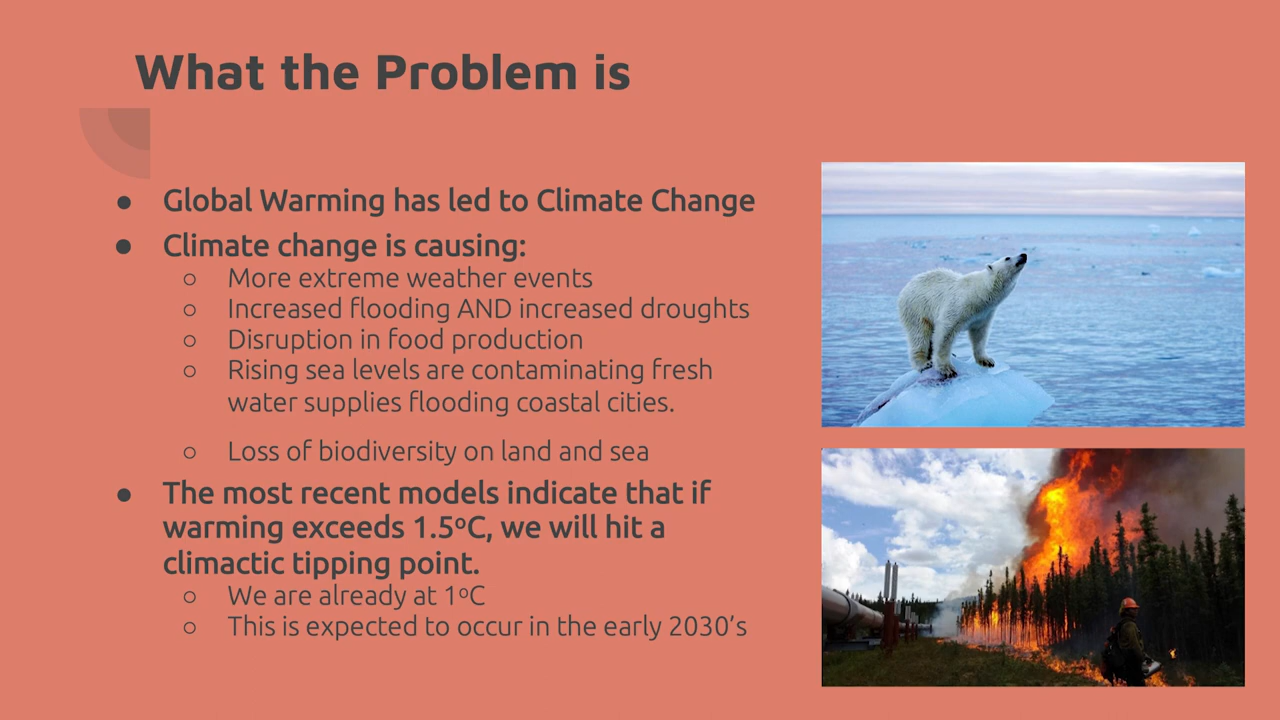 What the Problem is
● Global Warming has led to Climate Change
● Climate change is causing:
○ More extreme weather events
○ Increased flooding AND increased droughts
○ Disruption in food production
○ Rising sea levels are contaminating fresh
water supplies flooding coastal cities.
○ Loss of biodiversity on land and sea
● The most recent models indicate that if
warming exceeds 1.5ºC, we will hit a
climactic tipping point.
○ We are already at 1ºC
○ This is expected to occur in the early 2030’s